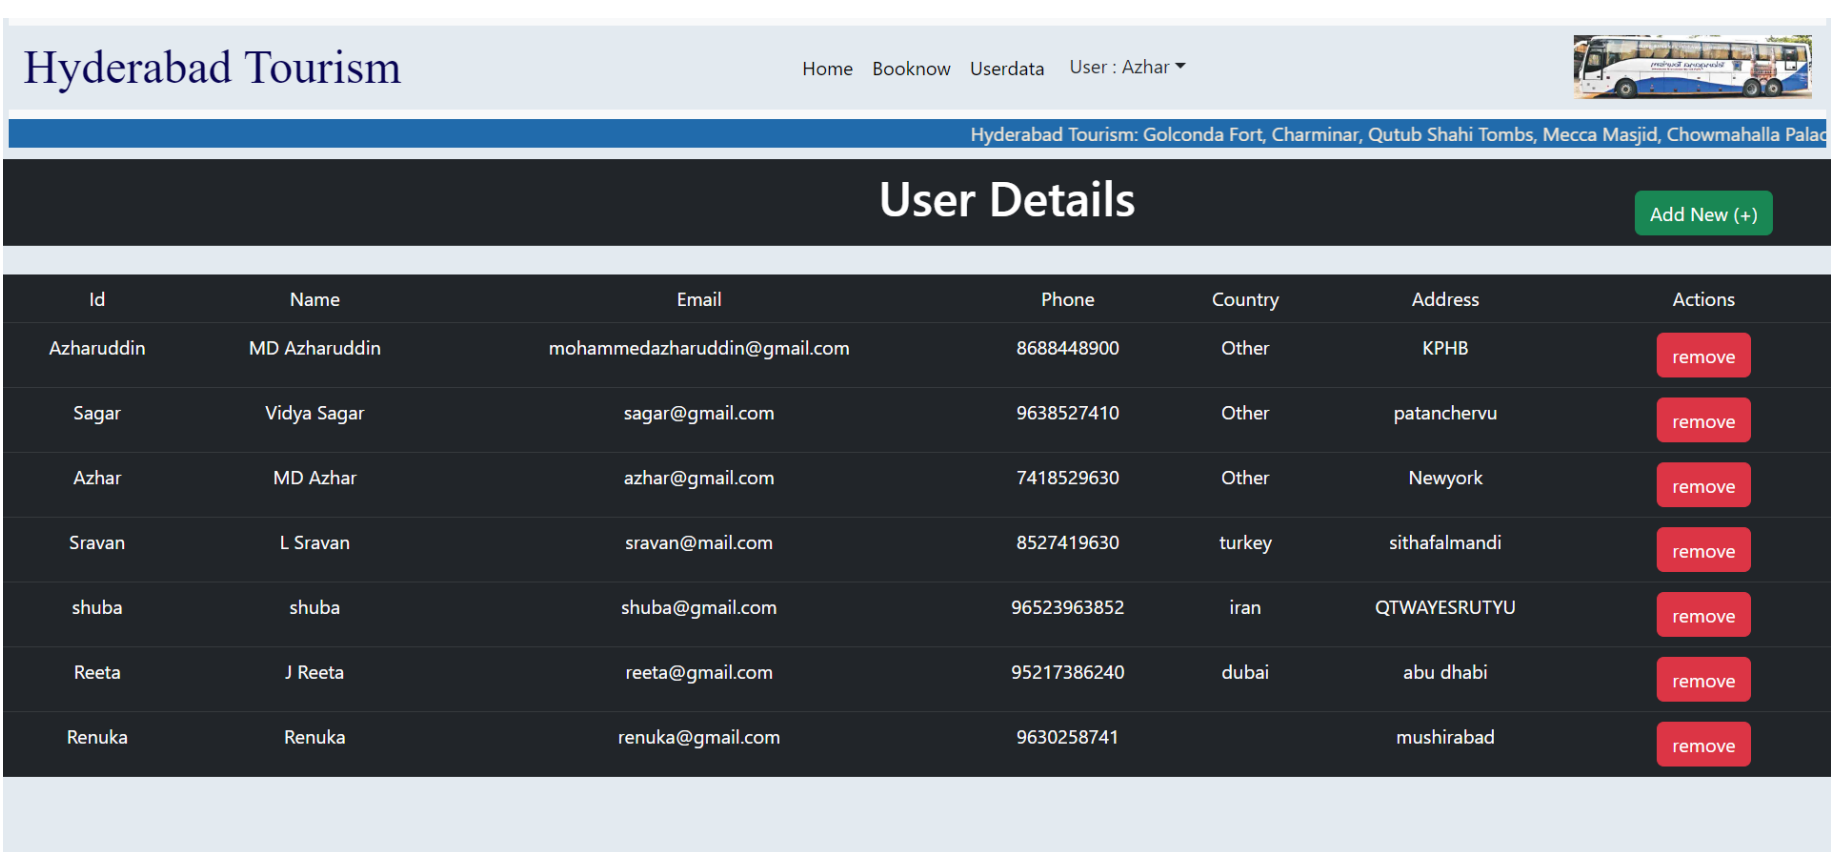 Hyderabad Tourism
Home Booknow Userdata User : Azhar
Hyderabad Tourism: Golconda Fort, Charminar, Qutub Shahi Tombs, Mecca Masjid, Chowmahalla Palac
User Details
Add New (+)
Id Name Email Phone Country Address Actions
Azharuddin MD Azharuddin mohammedazharuddin@gmail.com 8688448900 Other KPHB remove
Sagar Vidya Sagar sagar@gmail.com 9638527410 Other patanchervu remove
Azhar MD Azhar azhar@gmail.com 7418529630 Other Newyork remove
Sravan L Sravan sravan@mail.com 8527419630 turkey sithafalmandi remove
shuba shuba shuba@gmail.com 96523963852 iran QTWAYESRUTYU remove
Reeta J Reeta reeta@gmail.com 95217386240 dubai abu dhabi remove
Renuka Renuka renuka@gmail.com 9630258741 mushirabad remove